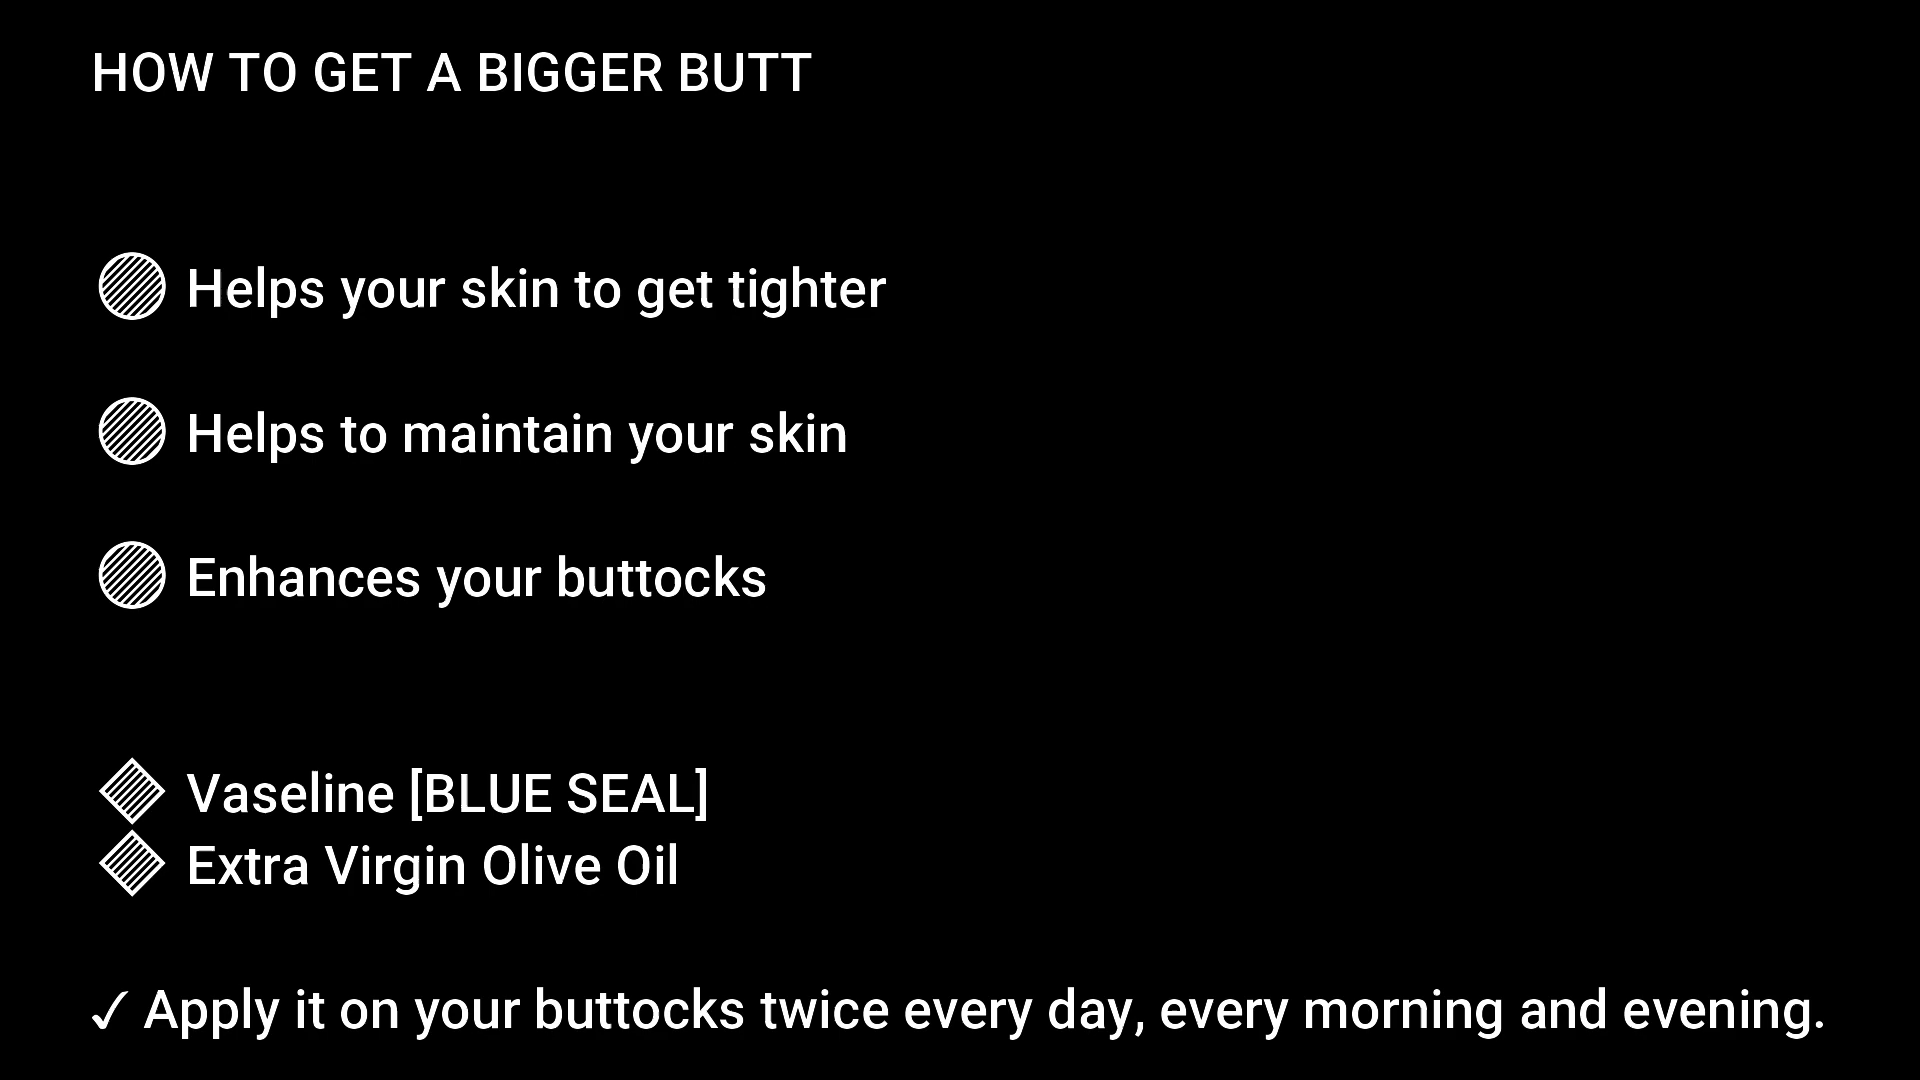 HOW TO GET A BIGGER BUTT
Helps your skin to get tighter
Helps to maintain your skin
Enhances your buttocks
Vaseline [BLUE SEAL]
Extra Virgin Olive Oil
✓ Apply it on your buttocks twice every day, every morning and evening.